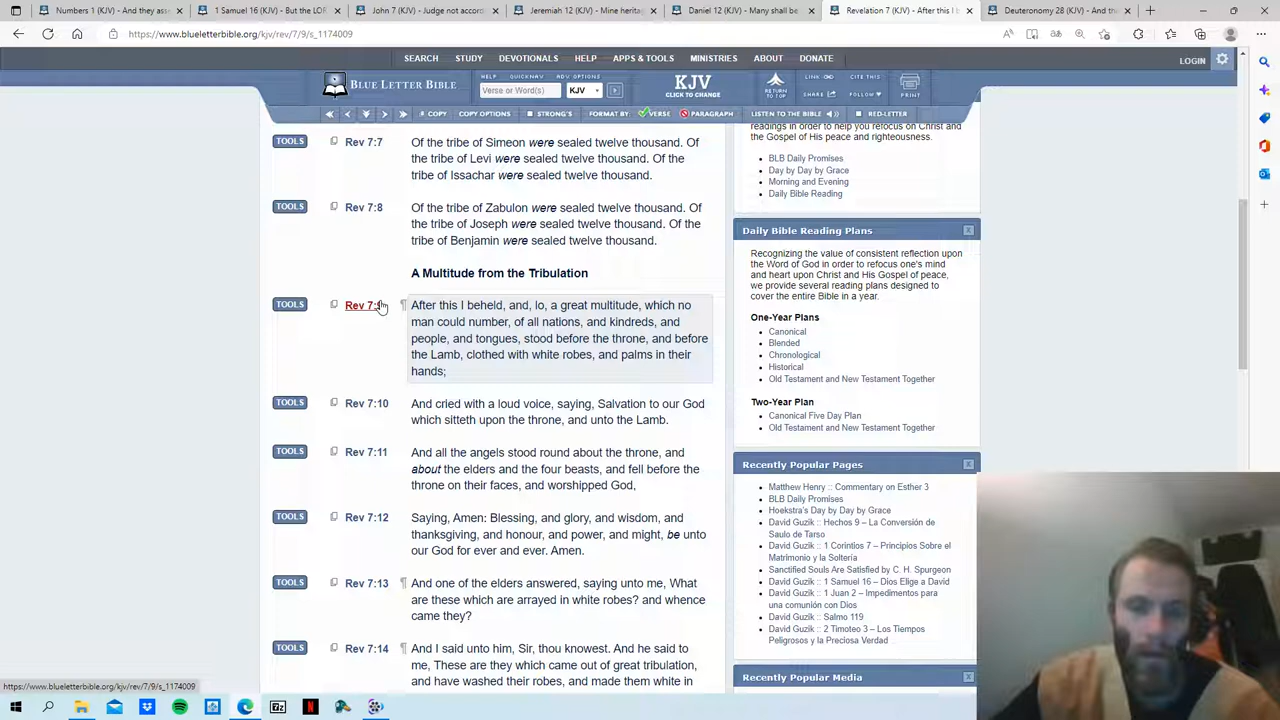 Numbers 1 (KJV) - And they ass
1 Samuel 16 (KJV) - But the LOR
John 7 (KJV) - Judge not accord
Jeremiah 12 (KJV) - Mine heritag
Daniel 12 (KJV) - Many shall be
Revelation 7 (KJV) - After this I b
Deuteronomy 28 (KJV) - And th
https://www.blueletterbible.org/kjv/rev/7/9/s_1174009
SEARCH STUDY DEVOTIONALS HELP APPS & TOOLS MINISTRIES ABOUT DONATE
LOGIN
BLUE LETTER BIBLE
HELP QUICKNAV ADV OPTIONS
Verse or Word(s) KJV
KJV
CLICK TO CHANGE
RETURN TO TOP
LINK
CITE THIS
SHARE
FOLLOW
PRINT
COPY COPY OPTIONS STRONG'S FORMAT BY VERSE PARAGRAPH LISTEN TO THE BIBLE RED-LETTER
TOOLS Rev 7:7 Of the tribe of Simeon were sealed twelve thousand. Of
the tribe of Levi were sealed twelve thousand. Of the
tribe of Issachar were sealed twelve thousand.
TOOLS Rev 7:8 Of the tribe of Zabulon were sealed twelve thousand. Of
the tribe of Joseph were sealed twelve thousand. Of the
tribe of Benjamin were sealed twelve thousand.
A Multitude from the Tribulation
TOOLS Rev 7: ¶ After this I beheld, and, lo, a great multitude, which no
man could number, of all nations, and kindreds, and
people, and tongues, stood before the throne, and before
the Lamb, clothed with white robes, and palms in their
hands;
TOOLS Rev 7:10 And cried with a loud voice, saying, Salvation to our God
which sitteth upon the throne, and unto the Lamb.
TOOLS Rev 7:11 And all the angels stood round about the throne, and
about the elders and the four beasts, and fell before the
throne on their faces, and worshipped God,
TOOLS Rev 7:12 Saying, Amen: Blessing, and glory, and wisdom, and
thanksgiving, and honour, and power, and might, be unto
our God for ever and ever. Amen.
TOOLS Rev 7:13 ¶ And one of the elders answered, saying unto me, What
are these which are arrayed in white robes? and whence
came they?
TOOLS Rev 7:14 ¶ And I said unto him, Sir, thou knowest. And he said to
me, These are they which came out of great tribulation,
and have washed their robes, and made them white in
readings in order to help you refocus on Christ and
the Gospel of His peace and righteousness.
BLB Daily Promises
Day by Day by Grace
Morning and Evening
Daily Bible Reading
Daily Bible Reading Plans
Recognizing the value of consistent reflection upon
the Word of God in order to refocus one's mind
and heart upon Christ and His Gospel of peace,
we provide several reading plans designed to
cover the entire Bible in a year.
One-Year Plans
Canonical
Blended
Chronological
Historical
Old Testament and New Testament Together
Two-Year Plan
Canonical Five Day Plan
Old Testament and New Testament Together
Recently Popular Pages
Matthew Henry :: Commentary on Esther 3
BLB Daily Promises
Hoekstra's Day by Day by Grace
David Guzik :: Hechos 9 – La Conversión de
Saulo de Tarso
David Guzik :: 1 Corintios 7 – Principios Sobre el
Matrimonio y la Soltería
Sanctified Souls Are Satisfied by C. H. Spurgeon
David Guzik :: 1 Samuel 16 – Dios Elige a David
David Guzik :: 1 Juan 2 – Impedimentos para
una comunión con Dios
David Guzik :: Salmo 119
David Guzik :: 2 Timoteo 3 – Los Tiempos
Peligrosos y la Preciosa Verdad
Recently Popular Media
https://www.blueletterbible.org/kjv/rev/7/9/s_1174009